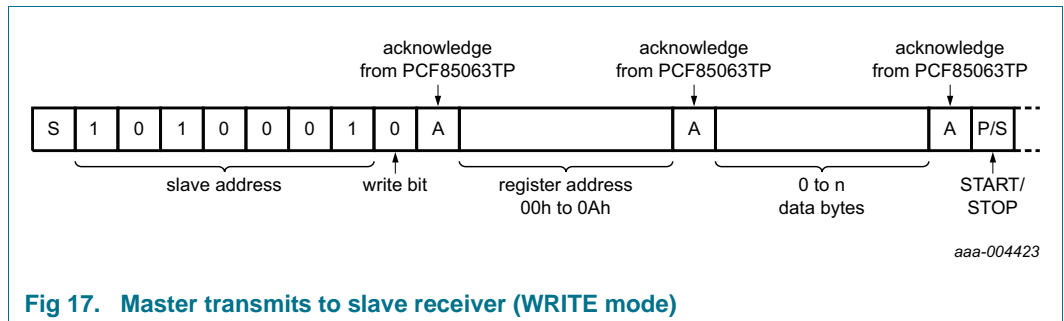 acknowledge
from PCF85063TP
acknowledge
from PCF85063TP
acknowledge
from PCF85063TP
S 1 0 1 0 0 0 1 0 A A A P/S
slave address
write bit
register address
00h to 0Ah
0 to n
data bytes
START/
STOP
aaa-004423
Fig 17. Master transmits to slave receiver (WRITE mode)